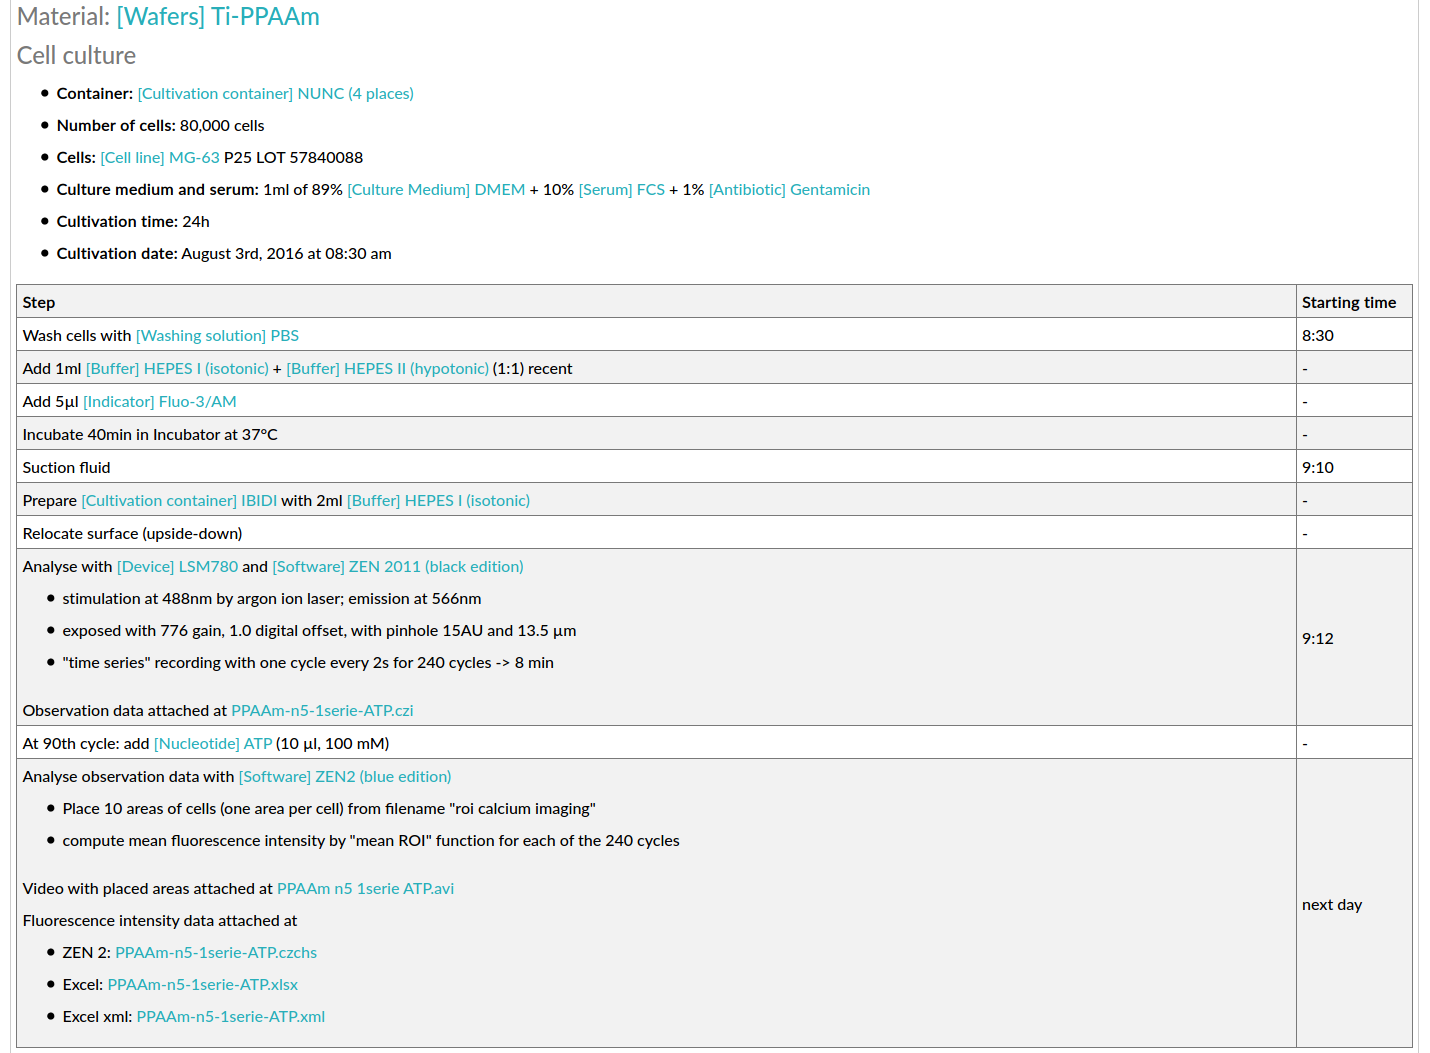 Material: [Wafers] Ti-PPAAm
Cell culture
• Container: [Cultivation container] NUNC (4 places)
• Number of cells: 80,000 cells
• Cells: [Cell line] MG-63 P25 LOT 57840088
• Culture medium and serum: 1ml of 89% [Culture Medium] DMEM + 10% [Serum] FCS + 1% [Antibiotic] Gentamicin
• Cultivation time: 24h
• Cultivation date: August 3rd, 2016 at 08:30 am
Step Starting time
Wash cells with [Washing solution] PBS 8:30
Add 1ml [Buffer] HEPES I (isotonic) + [Buffer] HEPES II (hypotonic) (1:1) recent -
Add 5µl [Indicator] Fluo-3/AM -
Incubate 40min in Incubator at 37°C -
Suction fluid 9:10
Prepare [Cultivation container] IBIDI with 2ml [Buffer] HEPES I (isotonic) -
Relocate surface (upside-down) -
Analyse with [Device] LSM780 and [Software] ZEN 2011 (black edition)
• stimulation at 488nm by argon ion laser; emission at 566nm
• exposed with 776 gain, 1.0 digital offset, with pinhole 15AU and 13.5 µm
9:12
• "time series" recording with one cycle every 2s for 240 cycles -> 8 min
Observation data attached at PPAAm-n5-1serie-ATP.czi
At 90th cycle: add [Nucleotide] ATP (10 µl, 100 mM) -
Analyse observation data with [Software] ZEN2 (blue edition)
• Place 10 areas of cells (one area per cell) from filename "roi calcium imaging"
• compute mean fluorescence intensity by "mean ROI" function for each of the 240 cycles
Video with placed areas attached at PPAAm n5 1serie ATP.avi
next day
Fluorescence intensity data attached at
• ZEN 2: PPAAm-n5-1serie-ATP.czchs
• Excel: PPAAm-n5-1serie-ATP.xlsx
• Excel xml: PPAAm-n5-1serie-ATP.xml